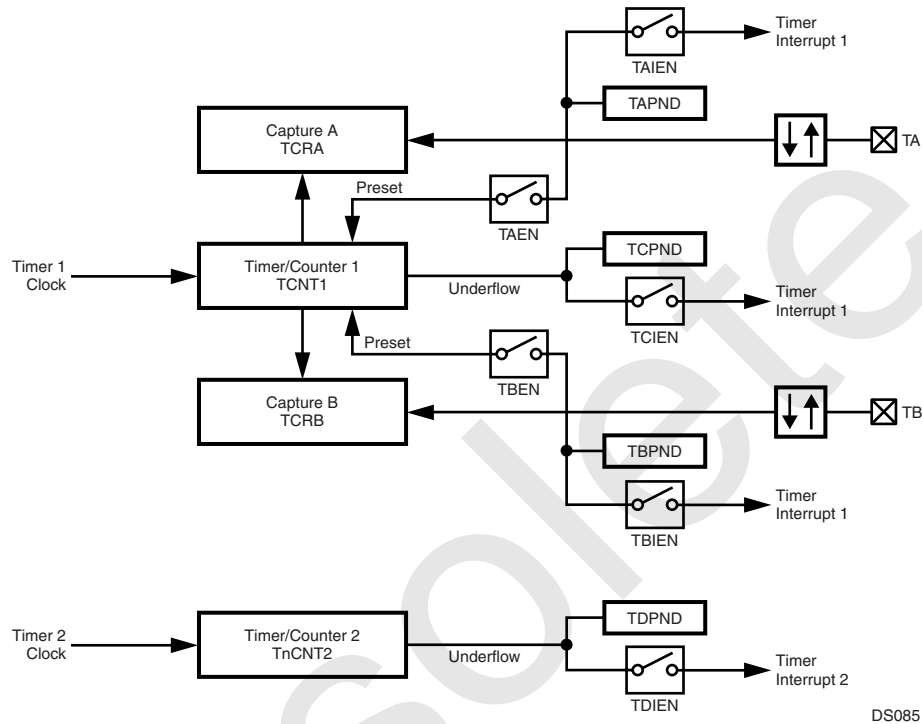 Timer
Interrupt 1
TAIEN
TAPND
Capture A
TCRA
TA
Preset
TAEN
TCPND
Timer 1
Clock
Timer/Counter 1
TCNT1
Underflow
Timer
Interrupt 1
TCIEN
Preset
TBEN
Capture B
TCRB
TB
TBPND
Timer
Interrupt 1
TBIEN
TDPND
Timer 2
Clock
Timer/Counter 2
TnCNT2
Underflow
Timer
Interrupt 2
TDIEN
DS085
solete